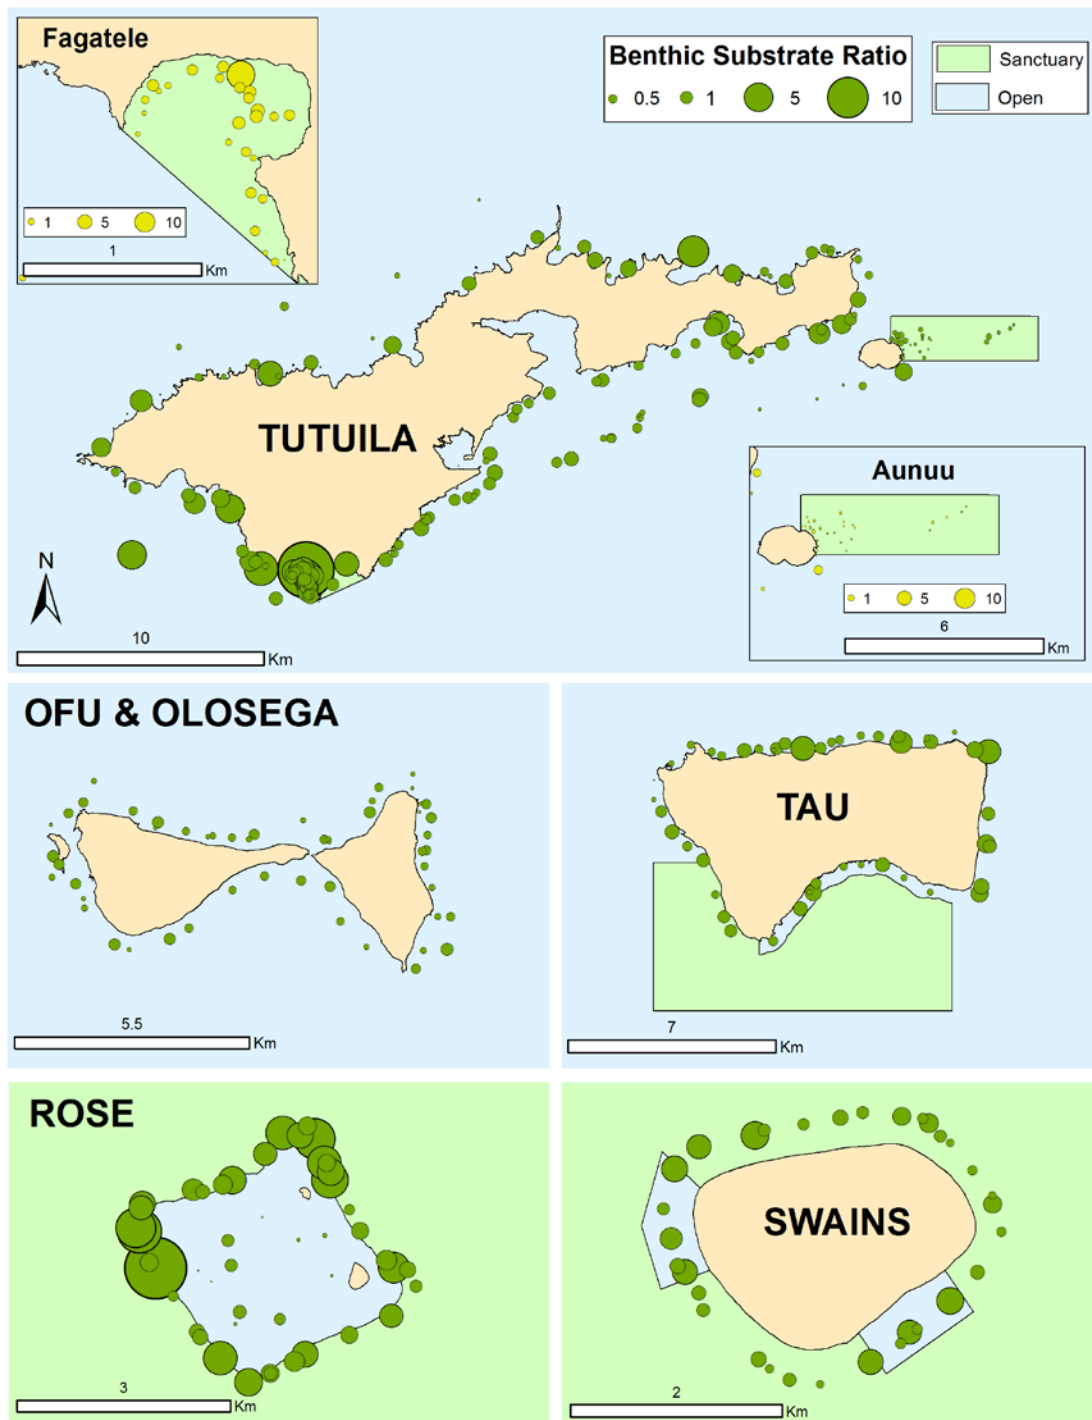 Fagatele
1 5 10
1
Km
Benthic Substrate Ratio
0.5 1 5 10
Sanctuary
Open
TUTUILA
N
10
Km
Aunuu
1 5 10
6
Km
OFU & OLOSEGA
5.5
Km
TAU
7
Km
ROSE
3
Km
SWAINS
2
Km